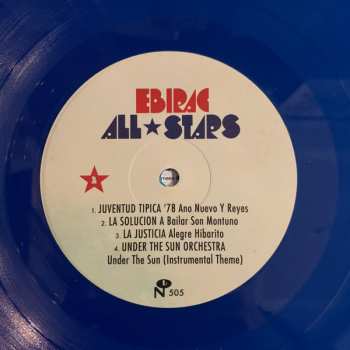 EBIRAC
ALL★STARS
1. JUVENTUD TIPICA '78 Ano Nuevo Y Reyes
2. LA SOLUCION A Bailar Son Montuno
3. LA JUSTICIA Alegre Hibarito
4. UNDER THE SUN ORCHESTRA
Under The Sun (Instrumental Theme)
N 505